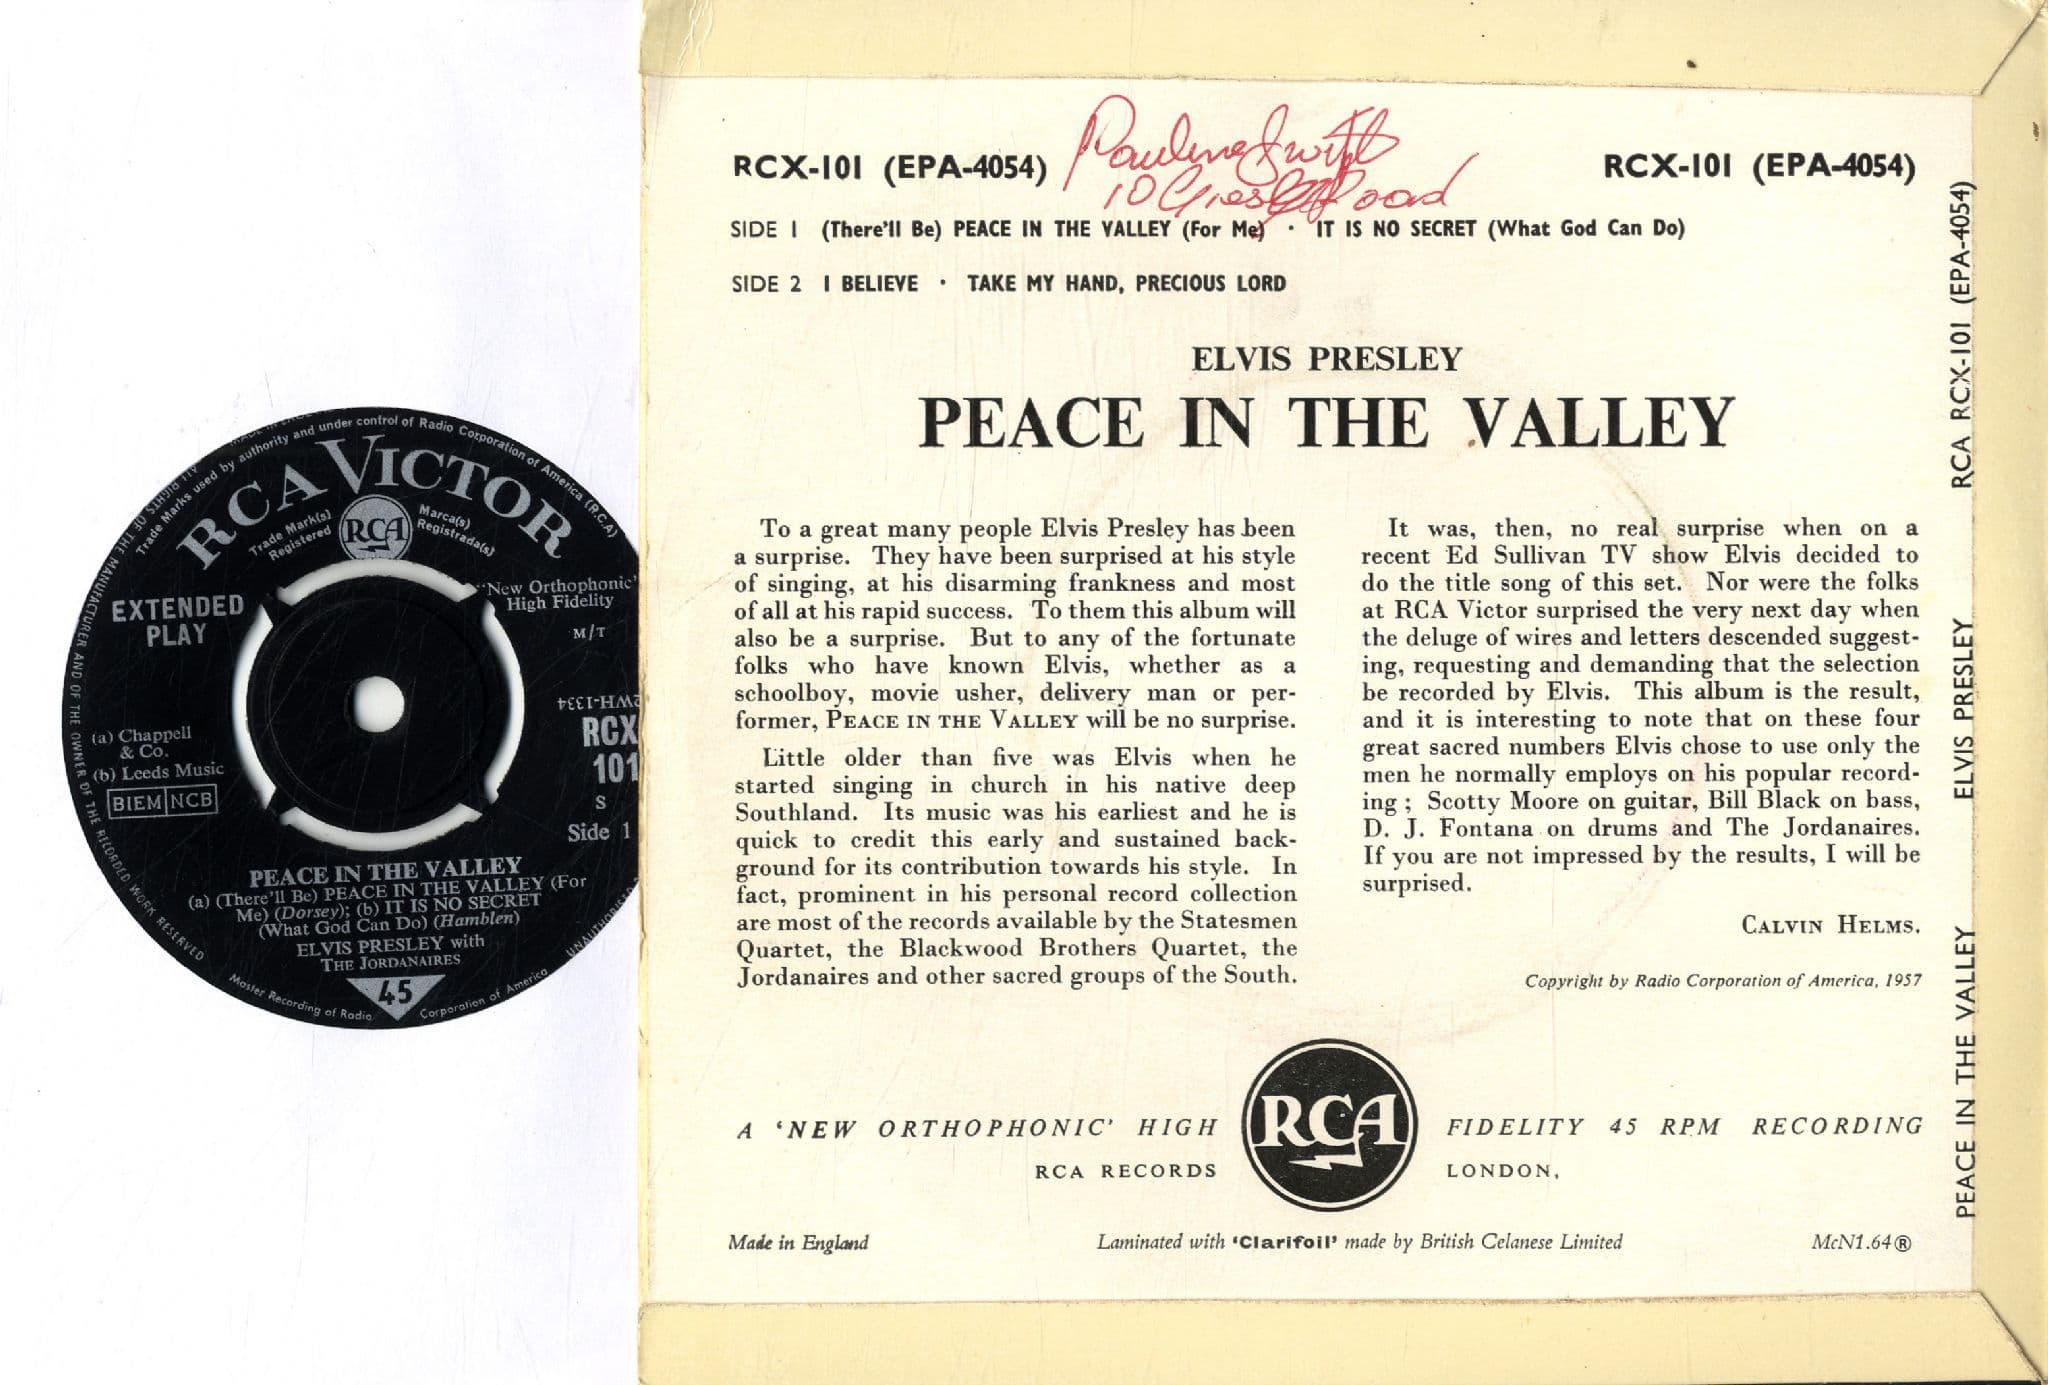 RCA VICTOR
Trade Marks used by authority and under control of Radio Corporation of America (R.C.A)
OF THE MANUFACTURER AND OF THE OWNER OF THE RECORDED WORK RESERVED
Trade Mark(s)
Registered
RCA
Marca(s)
Registrada(s)
EXTENDED
PLAY
"New Orthophonic"
High Fidelity
M/T
(a) Chappell
& Co.
(b) Leeds Music
BIEM NCB
WH-1334
RCX
101
S
Side 1
PEACE IN THE VALLEY
(a) (There'll Be) PEACE IN THE VALLEY (For
Me) (Dorsey); (b) IT IS NO SECRET
(What God Can Do) (Hamblen)
ELVIS PRESLEY with
THE JORDANAIRES
45
Master Recording of Radio Corporation of America
RCX-101 (EPA-4054)
Pauline Swift
10 Road
RCX-101 (EPA-4054)
SIDE 1 (There'll Be) PEACE IN THE VALLEY (For Me) · IT IS NO SECRET (What God Can Do)
SIDE 2 I BELIEVE · TAKE MY HAND, PRECIOUS LORD
ELVIS PRESLEY
PEACE IN THE VALLEY
To a great many people Elvis Presley has been
a surprise. They have been surprised at his style
of singing, at his disarming frankness and most
of all at his rapid success. To them this album will
also be a surprise. But to any of the fortunate
folks who have known Elvis, whether as a
schoolboy, movie usher, delivery man or per-
former, PEACE IN THE VALLEY will be no surprise.
Little older than five was Elvis when he
started singing in church in his native deep
Southland. Its music was his earliest and he is
quick to credit this early and sustained back-
ground for its contribution towards his style. In
fact, prominent in his personal record collection
are most of the records available by the Statesmen
Quartet, the Blackwood Brothers Quartet, the
Jordanaires and other sacred groups of the South.
It was, then, no real surprise when on a
recent Ed Sullivan TV show Elvis decided to
do the title song of this set. Nor were the folks
at RCA Victor surprised the very next day when
the deluge of wires and letters descended suggest-
ing, requesting and demanding that the selection
be recorded by Elvis. This album is the result,
and it is interesting to note that on these four
great sacred numbers Elvis chose to use only the
men he normally employs on his popular record-
ing ; Scotty Moore on guitar, Bill Black on bass,
D. J. Fontana on drums and The Jordanaires.
If you are not impressed by the results, I will be
surprised.
CALVIN HELMS.
Copyright by Radio Corporation of America, 1957
A 'NEW ORTHOPHONIC' HIGH FIDELITY 45 RPM RECORDING
RCA
RCA RECORDS LONDON,
Made in England
Laminated with 'Clarifoil' made by British Celanese Limited
McN1.64 ®
PEACE IN THE VALLEY ELVIS PRESLEY RCA RCX-101 (EPA-4054)